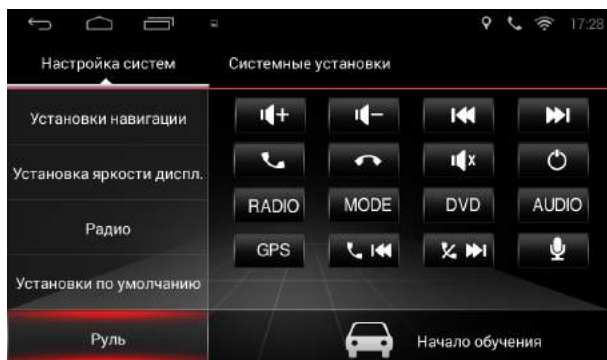 17:28
Настройка систем
Системные установки
Установки навигации
Установка яркости диспл.
Радио
Установки по умолчанию
Руль
RADIO MODE DVD AUDIO
GPS
Начало обучения